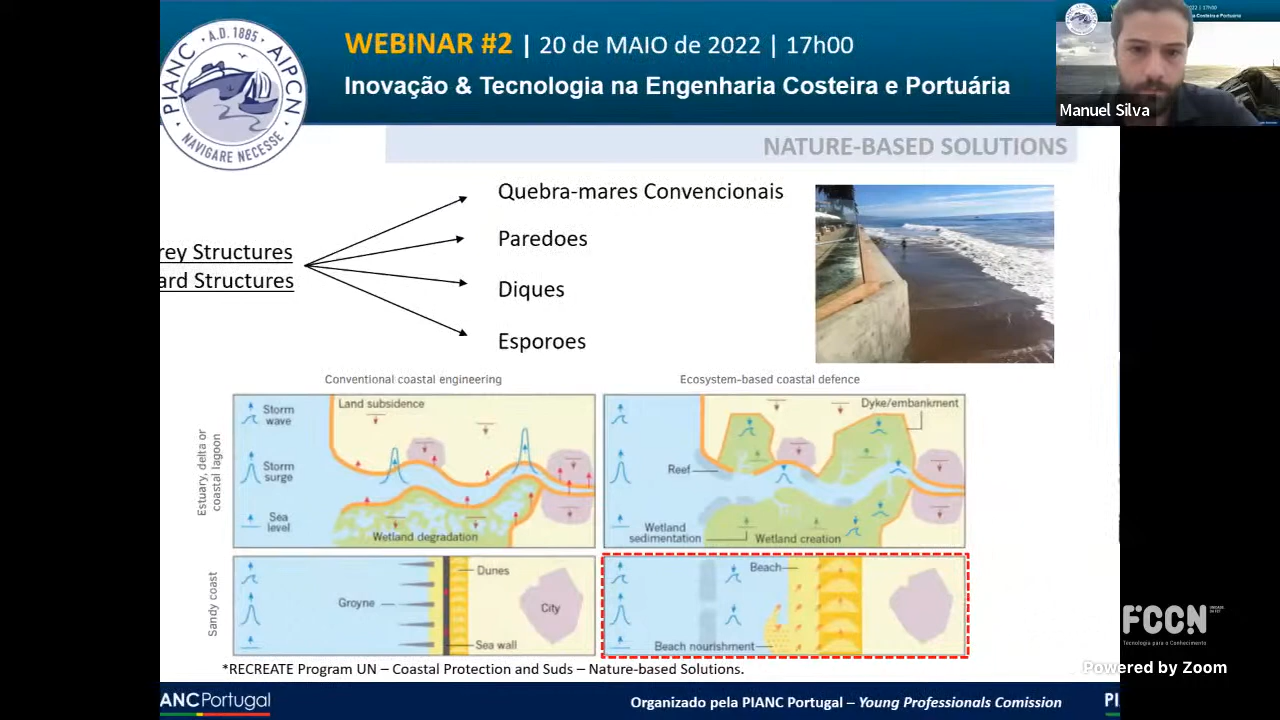 PIANC A.D. 1885 AIPCN
NAVIGARE NECESSE
WEBINAR #2 | 20 de MAIO de 2022 | 17h00
Inovação & Tecnologia na Engenharia Costeira e Portuária
Manuel Silva
NATURE-BASED SOLUTIONS
rey Structures
ard Structures
Quebra-mares Convencionais
Paredoes
Diques
Esporoes
Conventional coastal engineering
Ecosystem-based coastal defence
Estuary, delta or
coastal lagoon
Storm
wave
Storm
surge
Sea
level
Land subsidence
Wetland degradation
Dyke/embankment
Reef
Wetland
sedimentation
Wetland creation
Sandy coast
Groyne
Dunes
Sea wall
City
Beach
Beach nourishment
*RECREATE Program UN – Coastal Protection and Suds – Nature-based Solutions.
FCCN
Tecnologia para o Conhecimento
Powered by Zoom
ANCPortugal
Organizado pela PIANC Portugal – Young Professionals Comission
PI